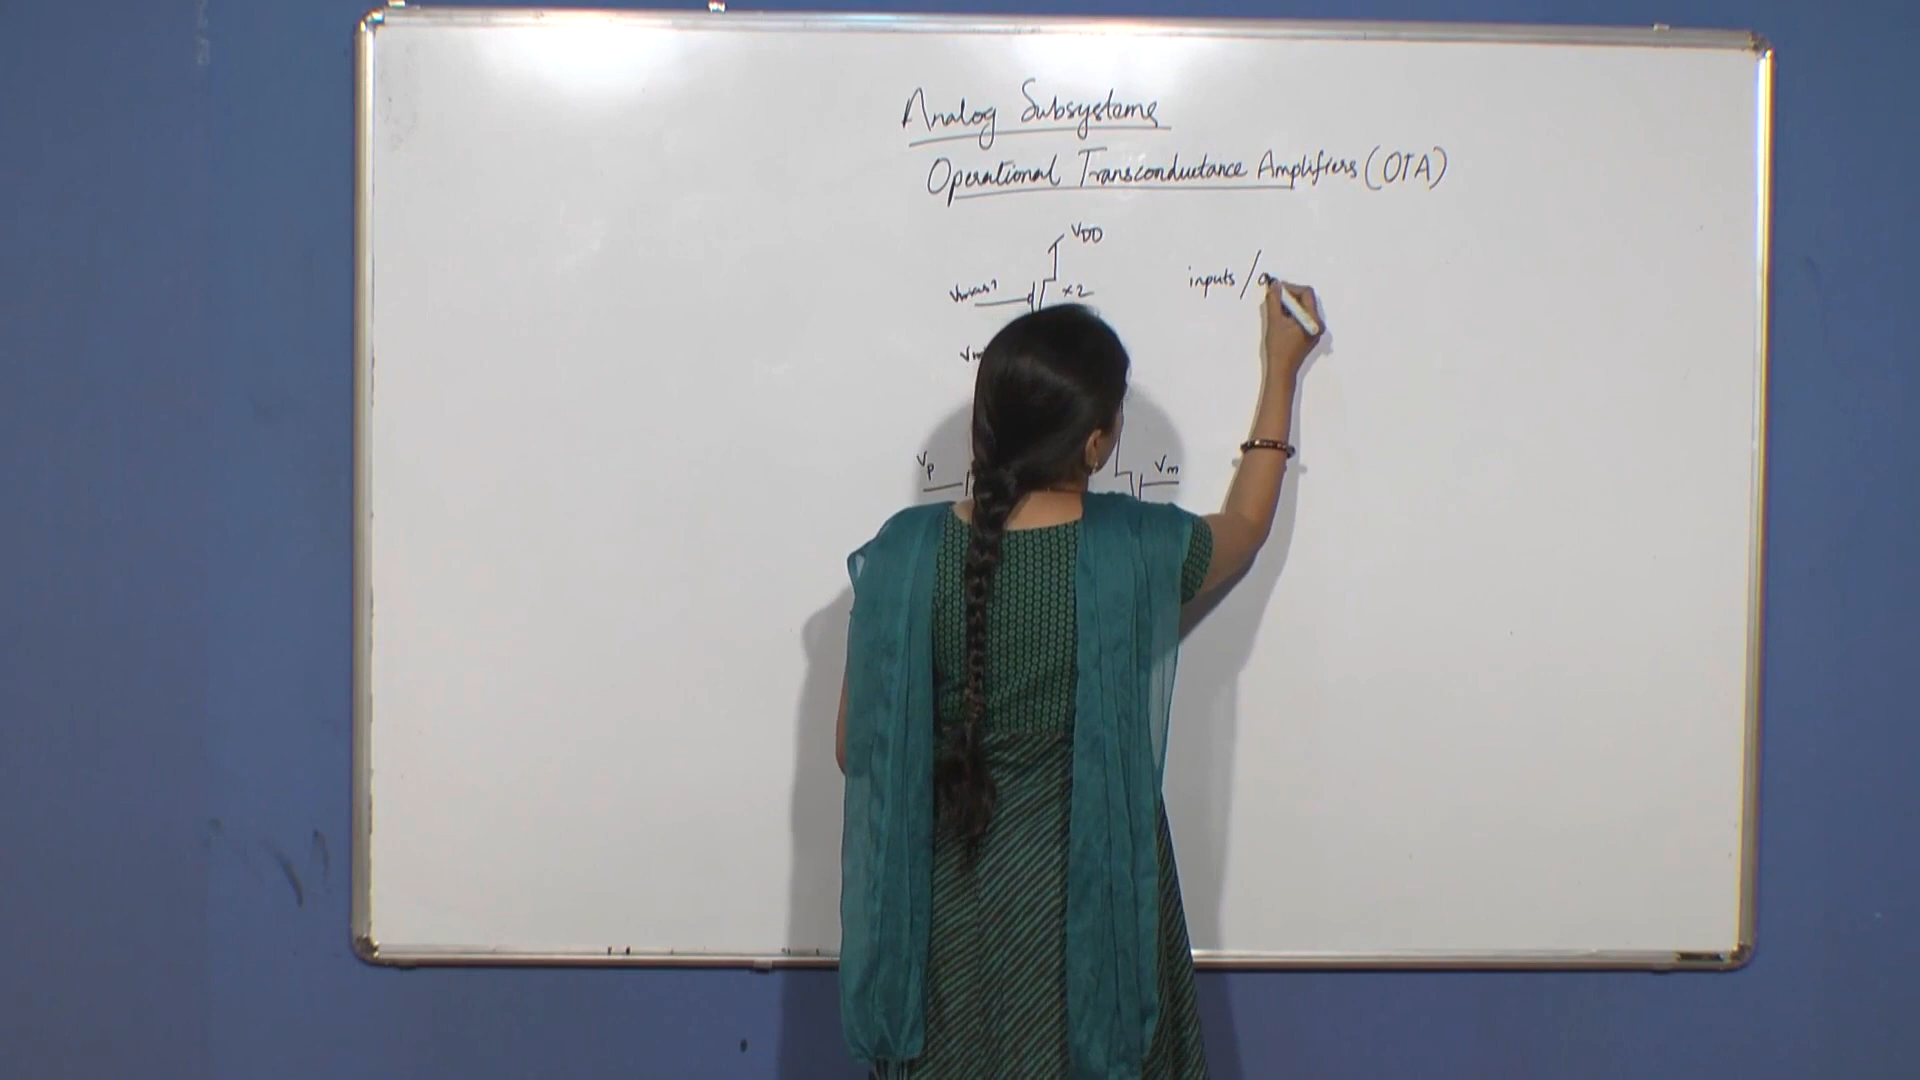 Analog Subsystems
Operational Transconductance Amplifiers (OTA)
VDD
x2
inputs /
Vp
Vm